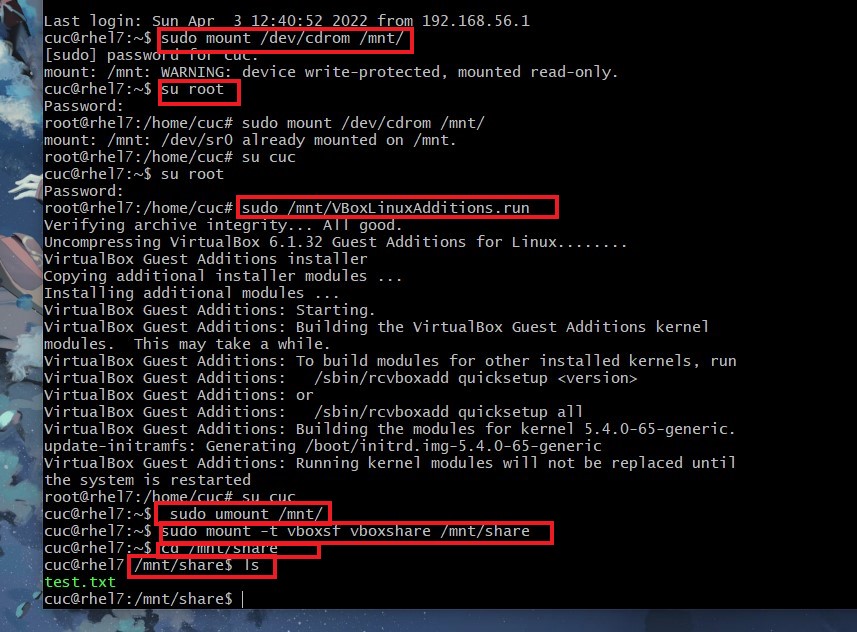 Last login: Sun Apr  3 12:40:52 2022 from 192.168.56.1
cuc@rhel7:~$ sudo mount /dev/cdrom /mnt/
[sudo] password for cuc:
mount: /mnt: WARNING: device write-protected, mounted read-only.
cuc@rhel7:~$ su root
Password:
root@rhel7:/home/cuc# sudo mount /dev/cdrom /mnt/
mount: /mnt: /dev/sr0 already mounted on /mnt.
root@rhel7:/home/cuc# su cuc
cuc@rhel7:~$ su root
Password:
root@rhel7:/home/cuc# sudo /mnt/VBoxLinuxAdditions.run
Verifying archive integrity... All good.
Uncompressing VirtualBox 6.1.32 Guest Additions for Linux........
VirtualBox Guest Additions installer
Copying additional installer modules ...
Installing additional modules ...
VirtualBox Guest Additions: Starting.
VirtualBox Guest Additions: Building the VirtualBox Guest Additions kernel
modules.  This may take a while.
VirtualBox Guest Additions: To build modules for other installed kernels, run
VirtualBox Guest Additions:   /sbin/rcvboxadd quicksetup <version>
VirtualBox Guest Additions: or
VirtualBox Guest Additions:   /sbin/rcvboxadd quicksetup all
VirtualBox Guest Additions: Building the modules for kernel 5.4.0-65-generic.
update-initramfs: Generating /boot/initrd.img-5.4.0-65-generic
VirtualBox Guest Additions: Running kernel modules will not be replaced until
the system is restarted
root@rhel7:/home/cuc# su cuc
cuc@rhel7:~$  sudo umount /mnt/
cuc@rhel7:~$ sudo mount -t vboxsf vboxshare /mnt/share
cuc@rhel7:~$ cd /mnt/share
cuc@rhel7:/mnt/share$ ls
test.txt
cuc@rhel7:/mnt/share$